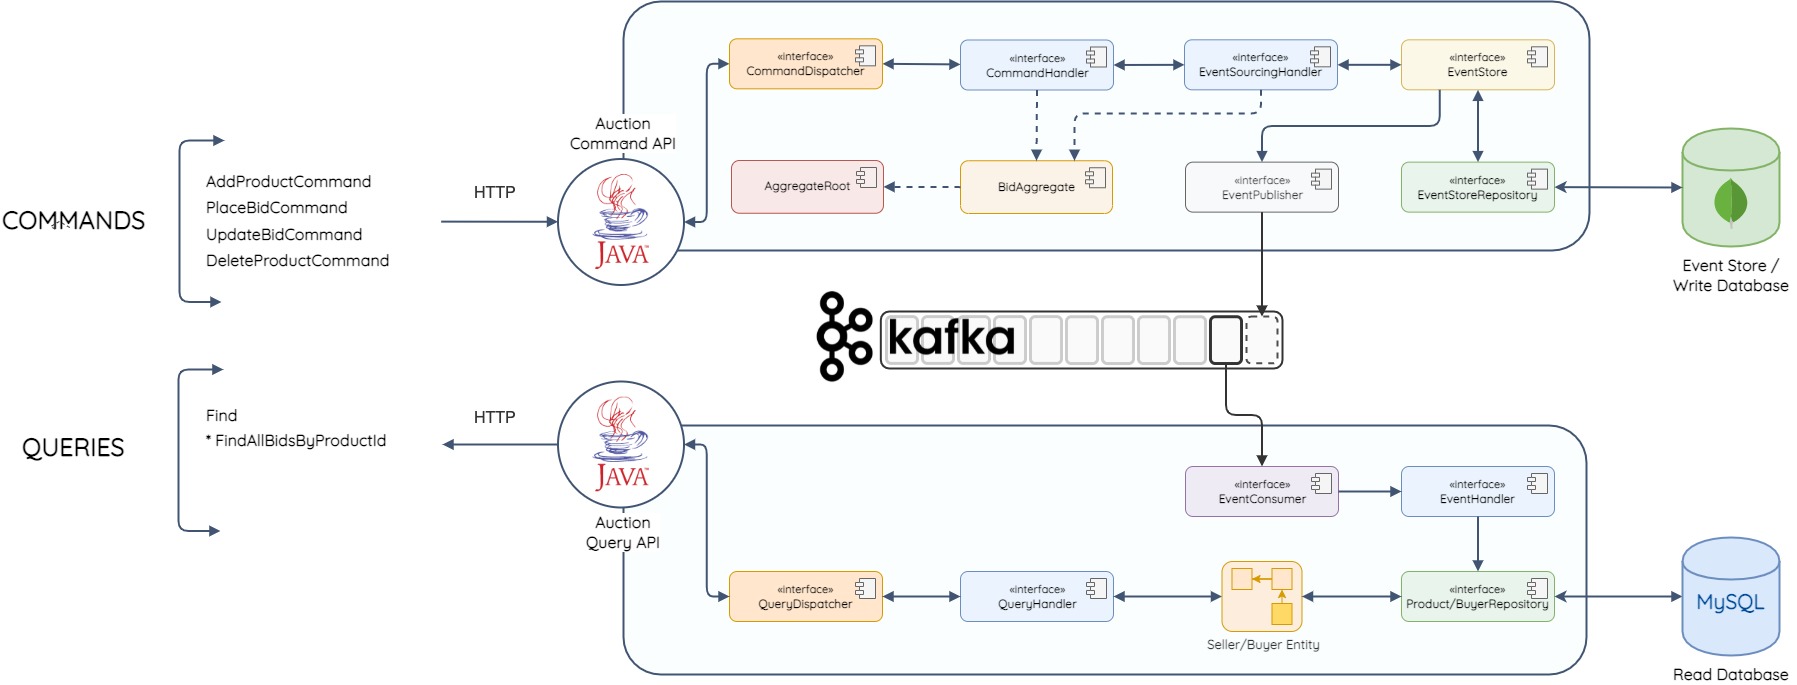 COMMANDS
AddProductCommand
PlaceBidCommand
UpdateBidCommand
DeleteProductCommand
HTTP
Auction
Command API
JAVA™
«interface»
CommandDispatcher
«interface»
CommandHandler
«interface»
EventSourcingHandler
«interface»
EventStore
AggregateRoot
BidAggregate
«interface»
EventPublisher
«interface»
EventStoreRepository
Event Store /
Write Database
kafka
QUERIES
Find
* FindAllBidsByProductId
HTTP
JAVA™
Auction
Query API
«interface»
EventConsumer
«interface»
EventHandler
«interface»
QueryDispatcher
«interface»
QueryHandler
Seller/Buyer Entity
«interface»
Product/BuyerRepository
MySQL
Read Database